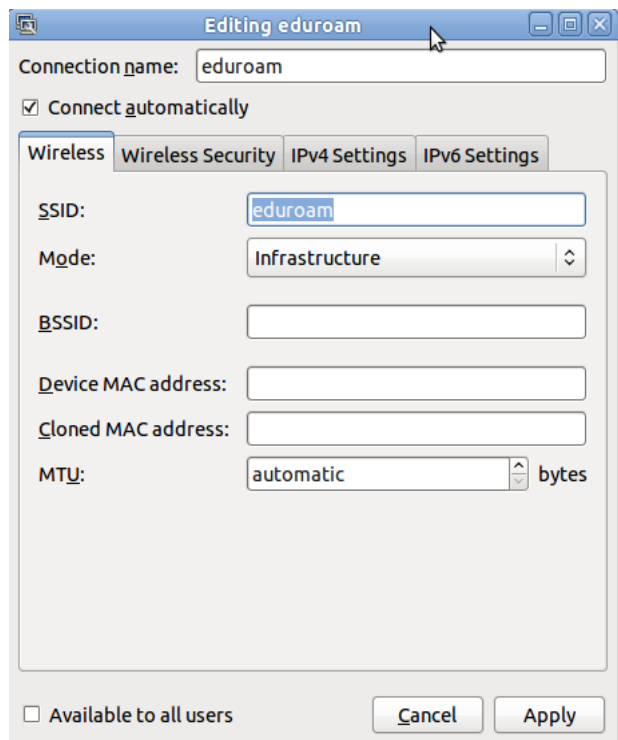 Editing eduroam
Connection name: eduroam
Connect automatically
Wireless Wireless Security IPv4 Settings IPv6 Settings
SSID: eduroam
Mode: Infrastructure
BSSID:
Device MAC address:
Cloned MAC address:
MTU: automatic bytes
Available to all users Cancel Apply